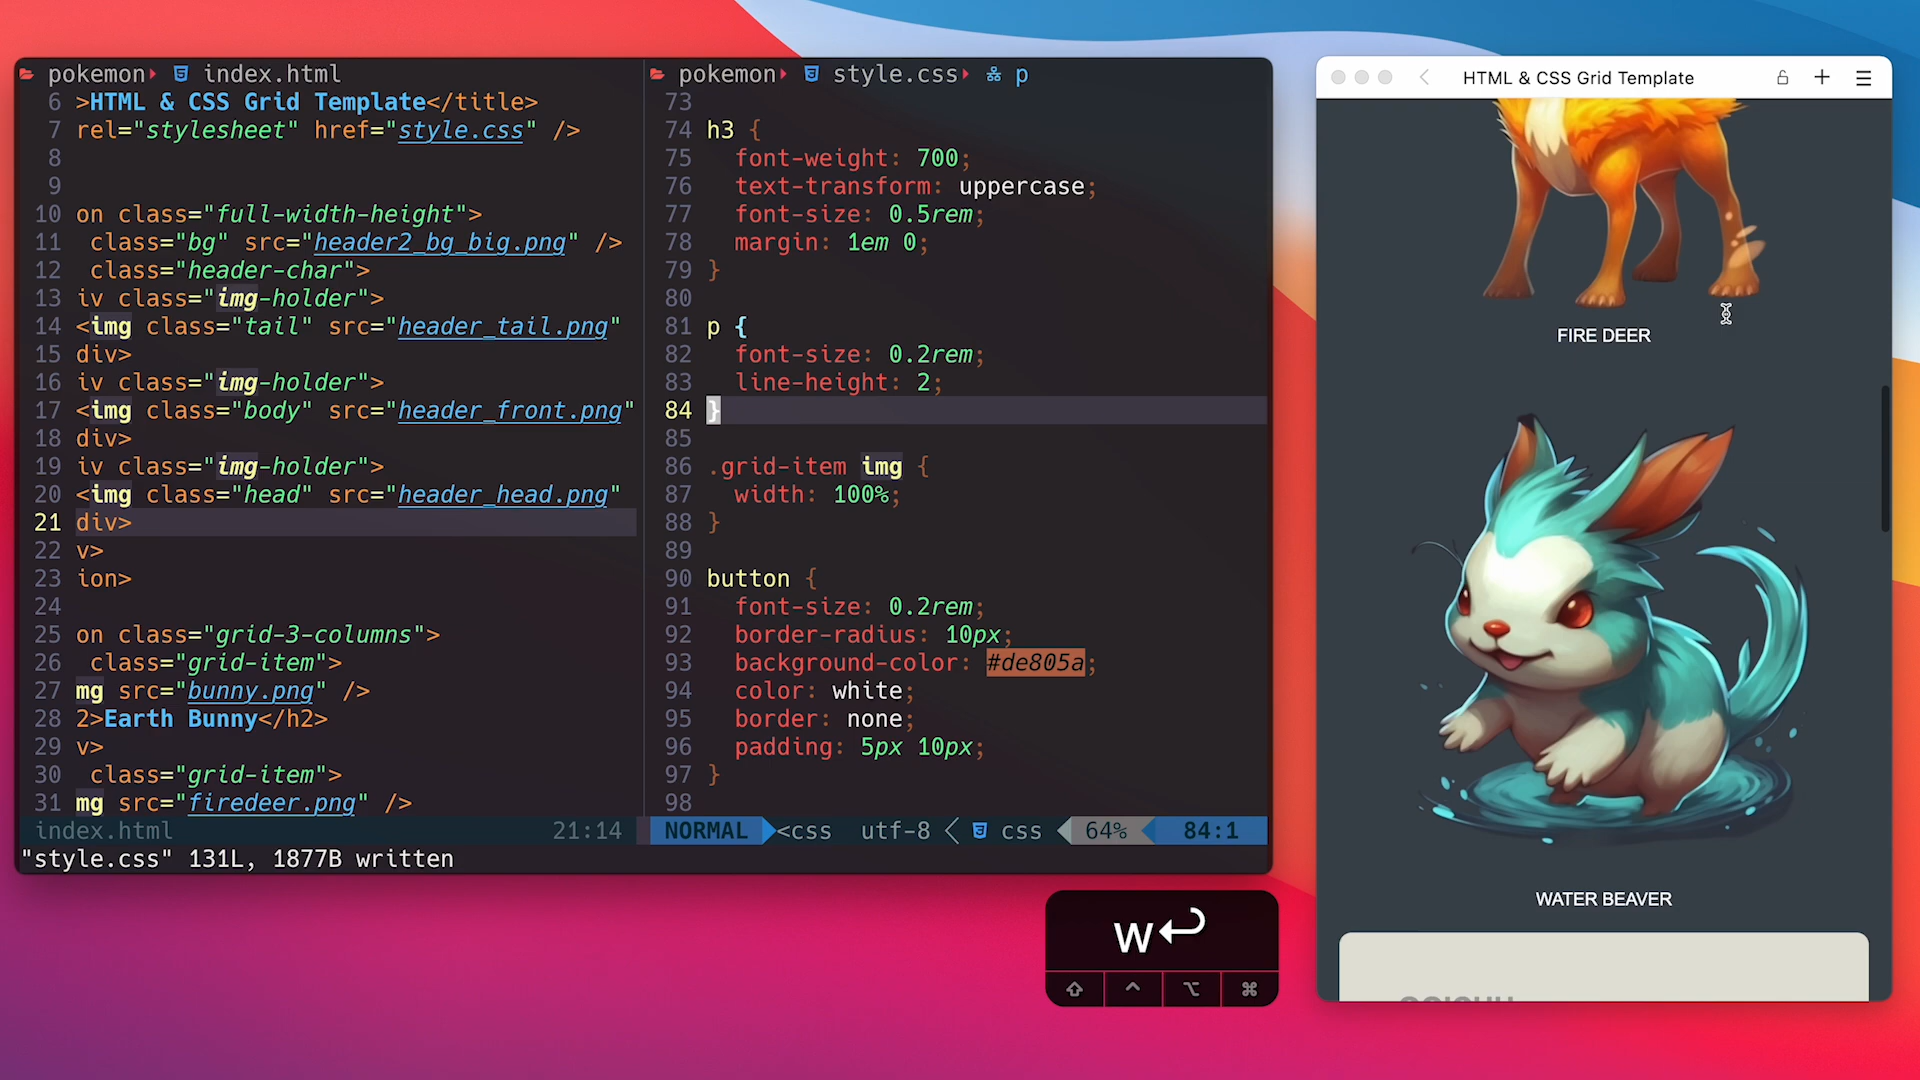 pokemon index.html
6 >HTML & CSS Grid Template</title>
7 rel="stylesheet" href="style.css" />
8
9
10 on class="full-width-height">
11 class="bg" src="header2_bg_big.png" />
12 class="header-char">
13 iv class="img-holder">
14 <img class="tail" src="header_tail.png"
15 div>
16 iv class="img-holder">
17 <img class="body" src="header_front.png"
18 div>
19 iv class="img-holder">
20 <img class="head" src="header_head.png"
21 div>
22 v>
23 ion>
24
25 on class="grid-3-columns">
26 class="grid-item">
27 mg src="bunny.png" />
28 2>Earth Bunny</h2>
29 v>
30 class="grid-item">
31 mg src="firedeer.png" />
index.html 21:14
"style.css" 131L, 1877B written
pokemon style.css p
73
74 h3 {
75 font-weight: 700;
76 text-transform: uppercase;
77 font-size: 0.5rem;
78 margin: 1em 0;
79 }
80
81 p {
82 font-size: 0.2rem;
83 line-height: 2;
84 }
85
86 .grid-item img {
87 width: 100%;
88 }
89
90 button {
91 font-size: 0.2rem;
92 border-radius: 10px;
93 background-color: #de805a;
94 color: white;
95 border: none;
96 padding: 5px 10px;
97 }
98
NORMAL <css utf-8 css 64% 84:1
w
HTML & CSS Grid Template
FIRE DEER
WATER BEAVER